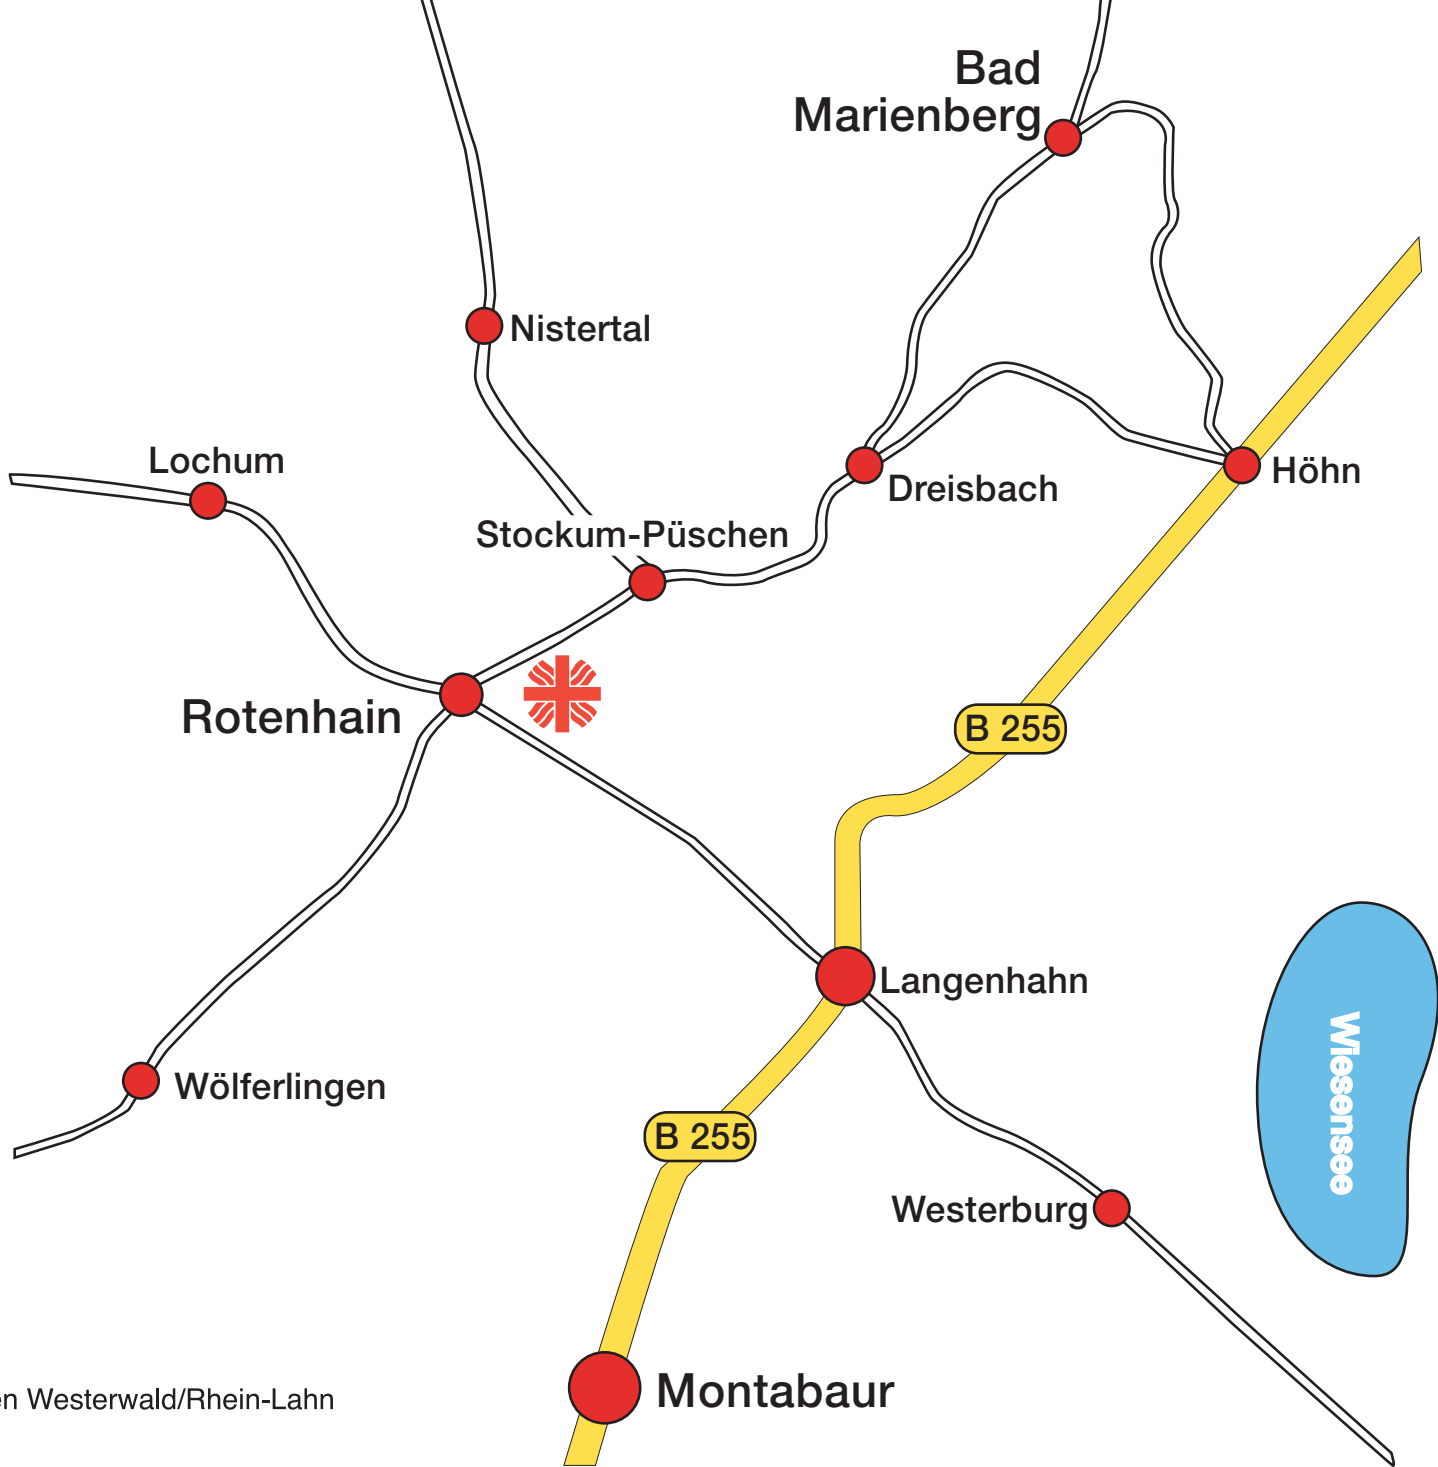 Bad
Marienberg
Nistertal
Lochum
Höhn
Dreisbach
Stockum-Püschen
Rotenhain
B 255
Langenhahn
Wiesensee
Wölferlingen
B 255
Westerburg
Montabaur
Westerwald/Rhein-Lahn